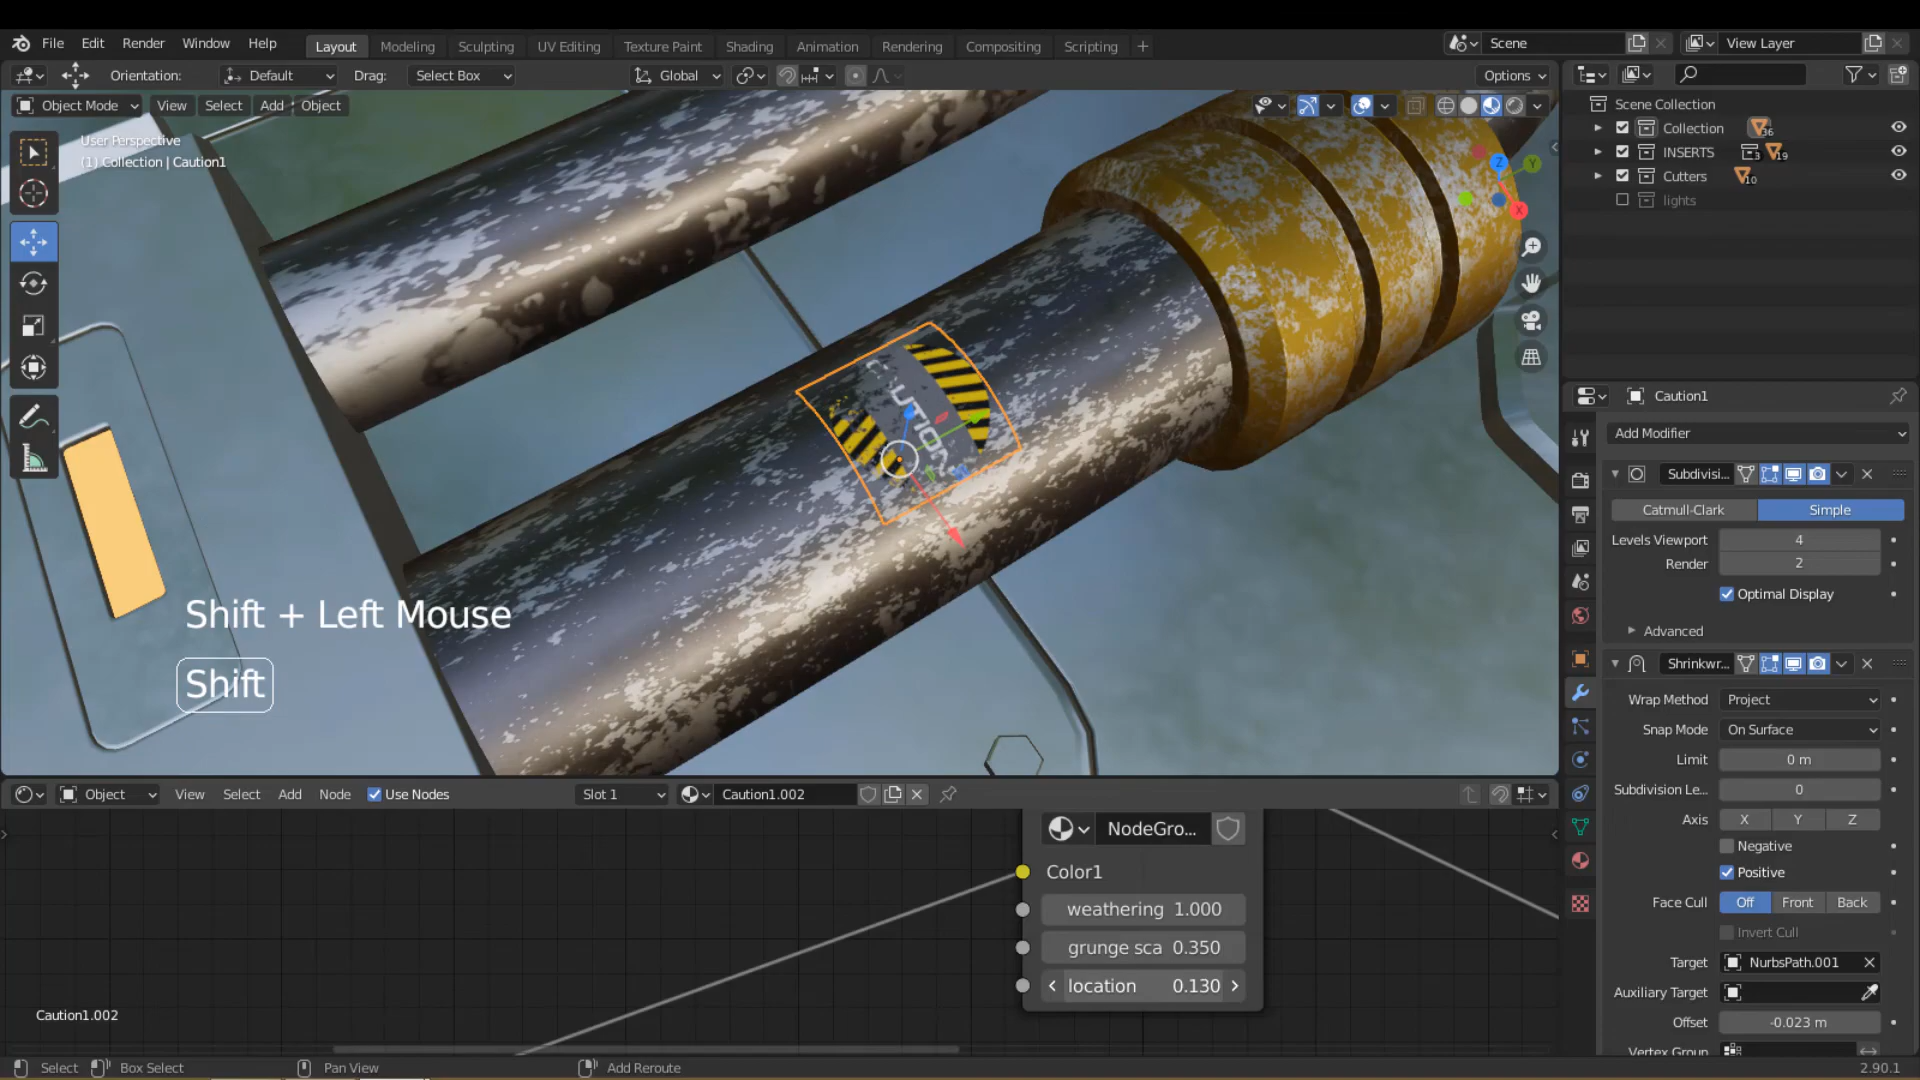 File Edit Render Window Help Layout Modeling Sculpting UV Editing Texture Paint Shading Animation Rendering Compositing Scripting + Scene View Layer
Orientation: Default Drag: Select Box Global Options
Object Mode View Select Add Object
User Perspective
(1) Collection | Caution1
Z Y X
CAUTION
Shift + Left Mouse
Shift
Scene Collection
Collection 36
INSERTS 3 19
Cutters 10
lights
Caution1
Add Modifier
Subdivisi...
Catmull-Clark Simple
Levels Viewport 4
Render 2
Optimal Display
Advanced
Shrinkwr...
Wrap Method Project
Snap Mode On Surface
Limit 0 m
Subdivision Le... 0
Axis X Y Z
Negative
Positive
Face Cull Off Front Back
Invert Cull
Target NurbsPath.001
Auxiliary Target
Offset -0.023 m
Vertex Group
Object View Select Add Node Use Nodes Slot 1 Caution1.002
NodeGro...
Color1
weathering 1.000
grunge sca 0.350
location 0.130
Caution1.002
Select Box Select Pan View Add Reroute 2.90.1